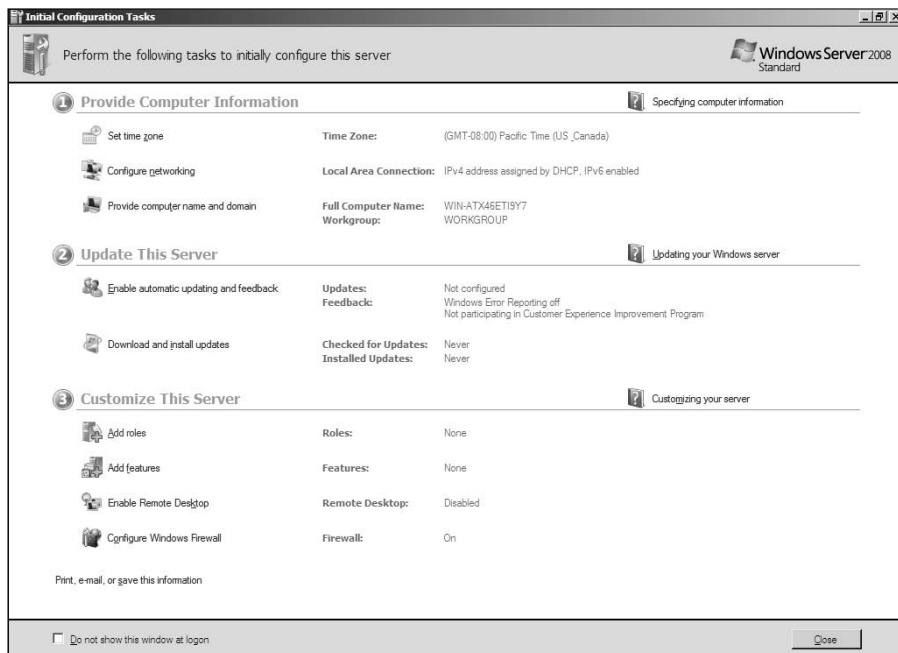 Initial Configuration Tasks
Perform the following tasks to initially configure this server
Windows Server 2008
Standard
1 Provide Computer Information
Specifying computer information
Set time zone Time Zone: (GMT-08:00) Pacific Time (US _Canada)
Configure networking Local Area Connection: IPv4 address assigned by DHCP, IPv6 enabled
Provide computer name and domain Full Computer Name: WIN-ATX46ETI9Y7
Workgroup: WORKGROUP
2 Update This Server
Updating your Windows server
Enable automatic updating and feedback Updates: Not configured
Feedback: Windows Error Reporting off
Not participating in Customer Experience Improvement Program
Download and install updates Checked for Updates: Never
Installed Updates: Never
3 Customize This Server
Customizing your server
Add roles Roles: None
Add features Features: None
Enable Remote Desktop Remote Desktop: Disabled
Configure Windows Firewall Firewall: On
Print, e-mail, or save this information
Do not show this window at logon
Close